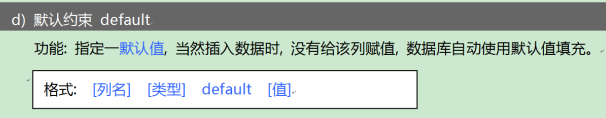 d) 默认约束 default
功能: 指定一默认值, 当然插入数据时, 没有给该列赋值, 数据库自动使用默认值填充。
格式: [列名] [类型] default [值]